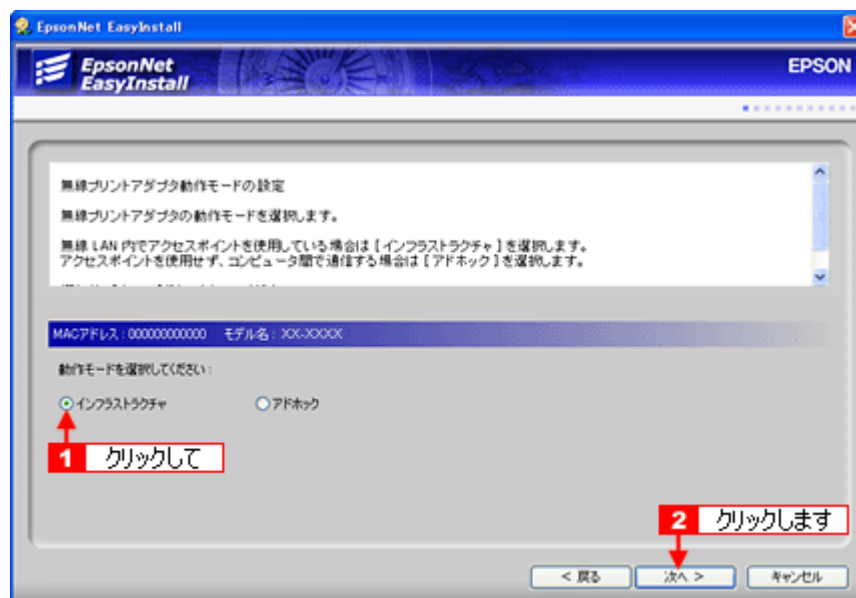 EpsonNet EasyInstall
EpsonNet
EasyInstall
EPSON
無線プリントアダプタ動作モードの設定
無線プリントアダプタの動作モードを選択します。
無線 LAN 内でアクセスポイントを使用している場合は [インフラストラクチャ] を選択します。
アクセスポイントを使用せず、コンピュータ間で通信する場合は [アドホック] を選択します。
MACアドレス : 000000000000 モデル名 : XX-XXXX
動作モードを選択してください :
インフラストラクチャ アドホック
1 クリックして
2 クリックします
< 戻る 次へ > キャンセル